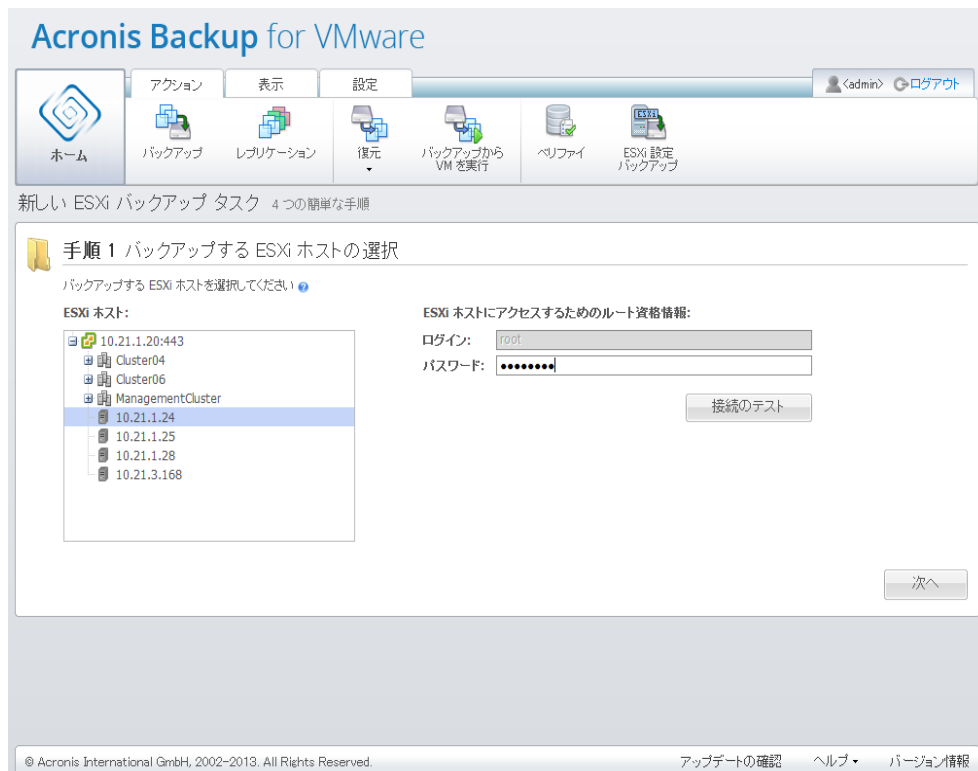 Acronis Backup for VMware
アクション 表示 設定 <admin> ログアウト
ホーム バックアップ レプリケーション 復元 バックアップから VM を実行 ベリファイ ESXi 設定 バックアップ
新しい ESXi バックアップ タスク 4 つの簡単な手順
手順 1 バックアップする ESXi ホストの選択
バックアップする ESXi ホストを選択してください
ESXi ホスト:
10.21.1.20:443
Cluster04
Cluster06
ManagementCluster
10.21.1.24
10.21.1.25
10.21.1.28
10.21.3.168
ESXi ホストにアクセスするためのルート資格情報:
ログイン: root
パスワード: ••••••••
接続のテスト
次へ
© Acronis International GmbH, 2002-2013. All Rights Reserved. アップデートの確認 ヘルプ バージョン情報